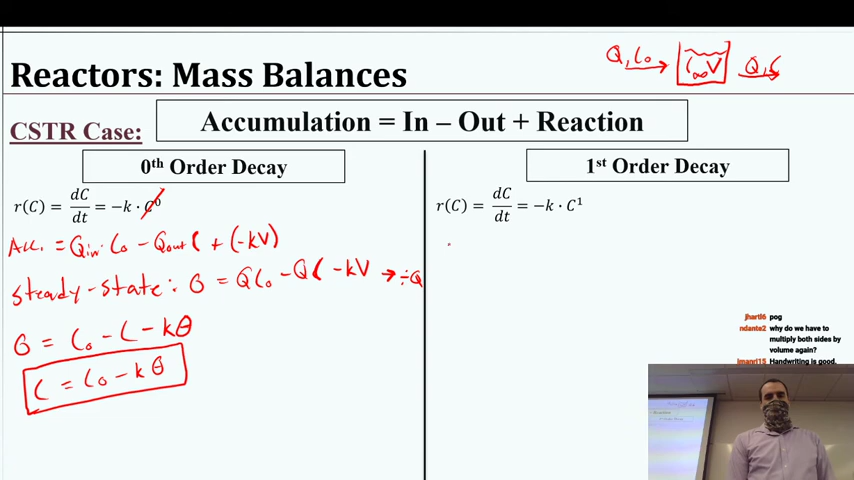 Q, C₀ → C∞ V Q, C →
Reactors: Mass Balances
CSTR Case: Accumulation = In – Out + Reaction
0th Order Decay
r(C) = dC/dt = −k · C⁰
Acc. = Qin · C₀ − Qout C + (−kV)
Steady-state: 0 = QC₀ − QC − kV → ÷Q
0 = C₀ − C − kθ
C = C₀ − kθ
1st Order Decay
r(C) = dC/dt = −k · C¹
jhartl6 pog
ndante2 why do we have to
multiply both sides by
volume again?
imanrl15 Handwriting is good.